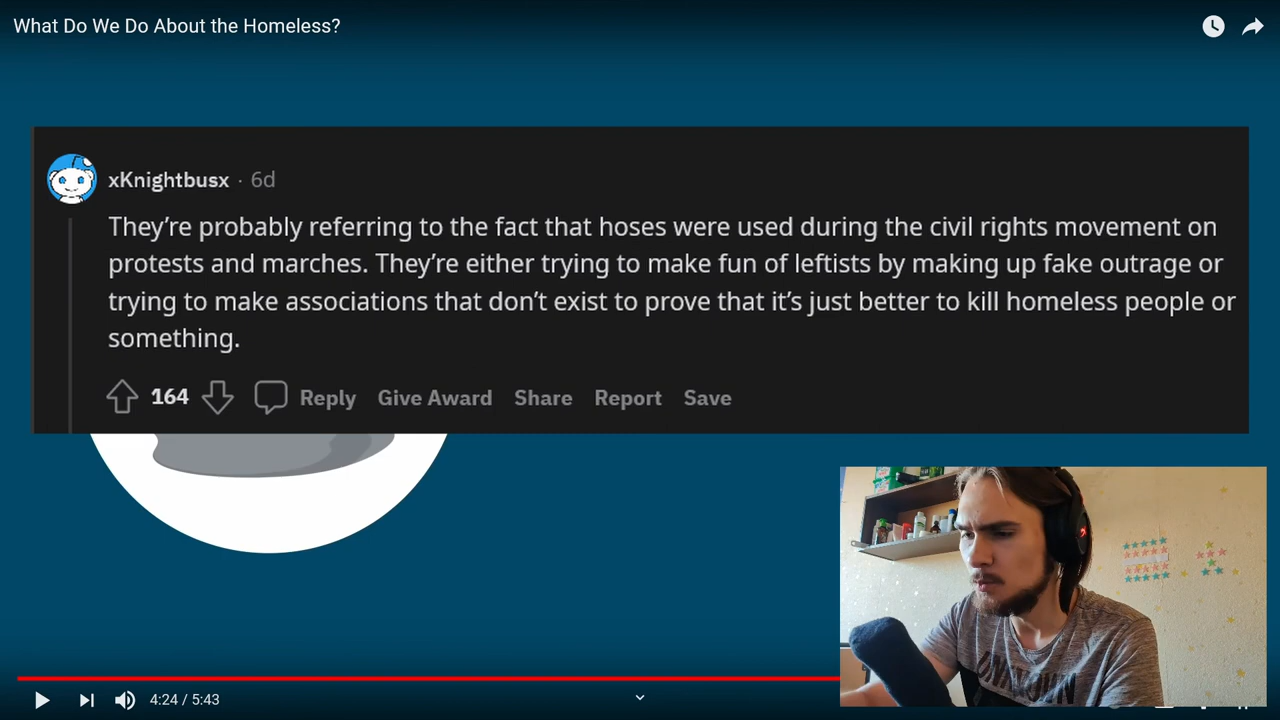 What Do We Do About the Homeless?
xKnightbusx · 6d
They're probably referring to the fact that hoses were used during the civil rights movement on
protests and marches. They're either trying to make fun of leftists by making up fake outrage or
trying to make associations that don't exist to prove that it's just better to kill homeless people or
something.
164 Reply Give Award Share Report Save
4:24 / 5:43